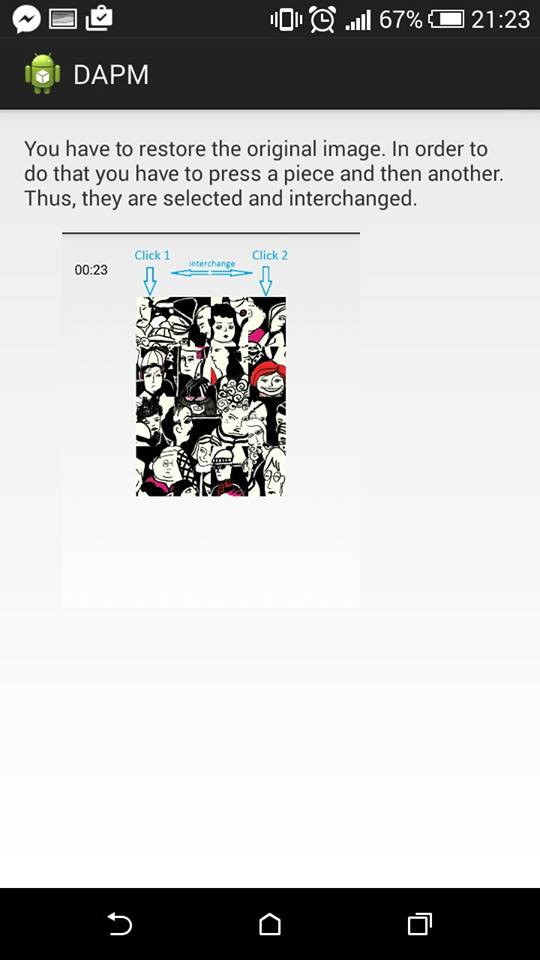 67% 21:23
DAPM
You have to restore the original image. In order to
do that you have to press a piece and then another.
Thus, they are selected and interchanged.
Click 1 Click 2
interchange
00:23